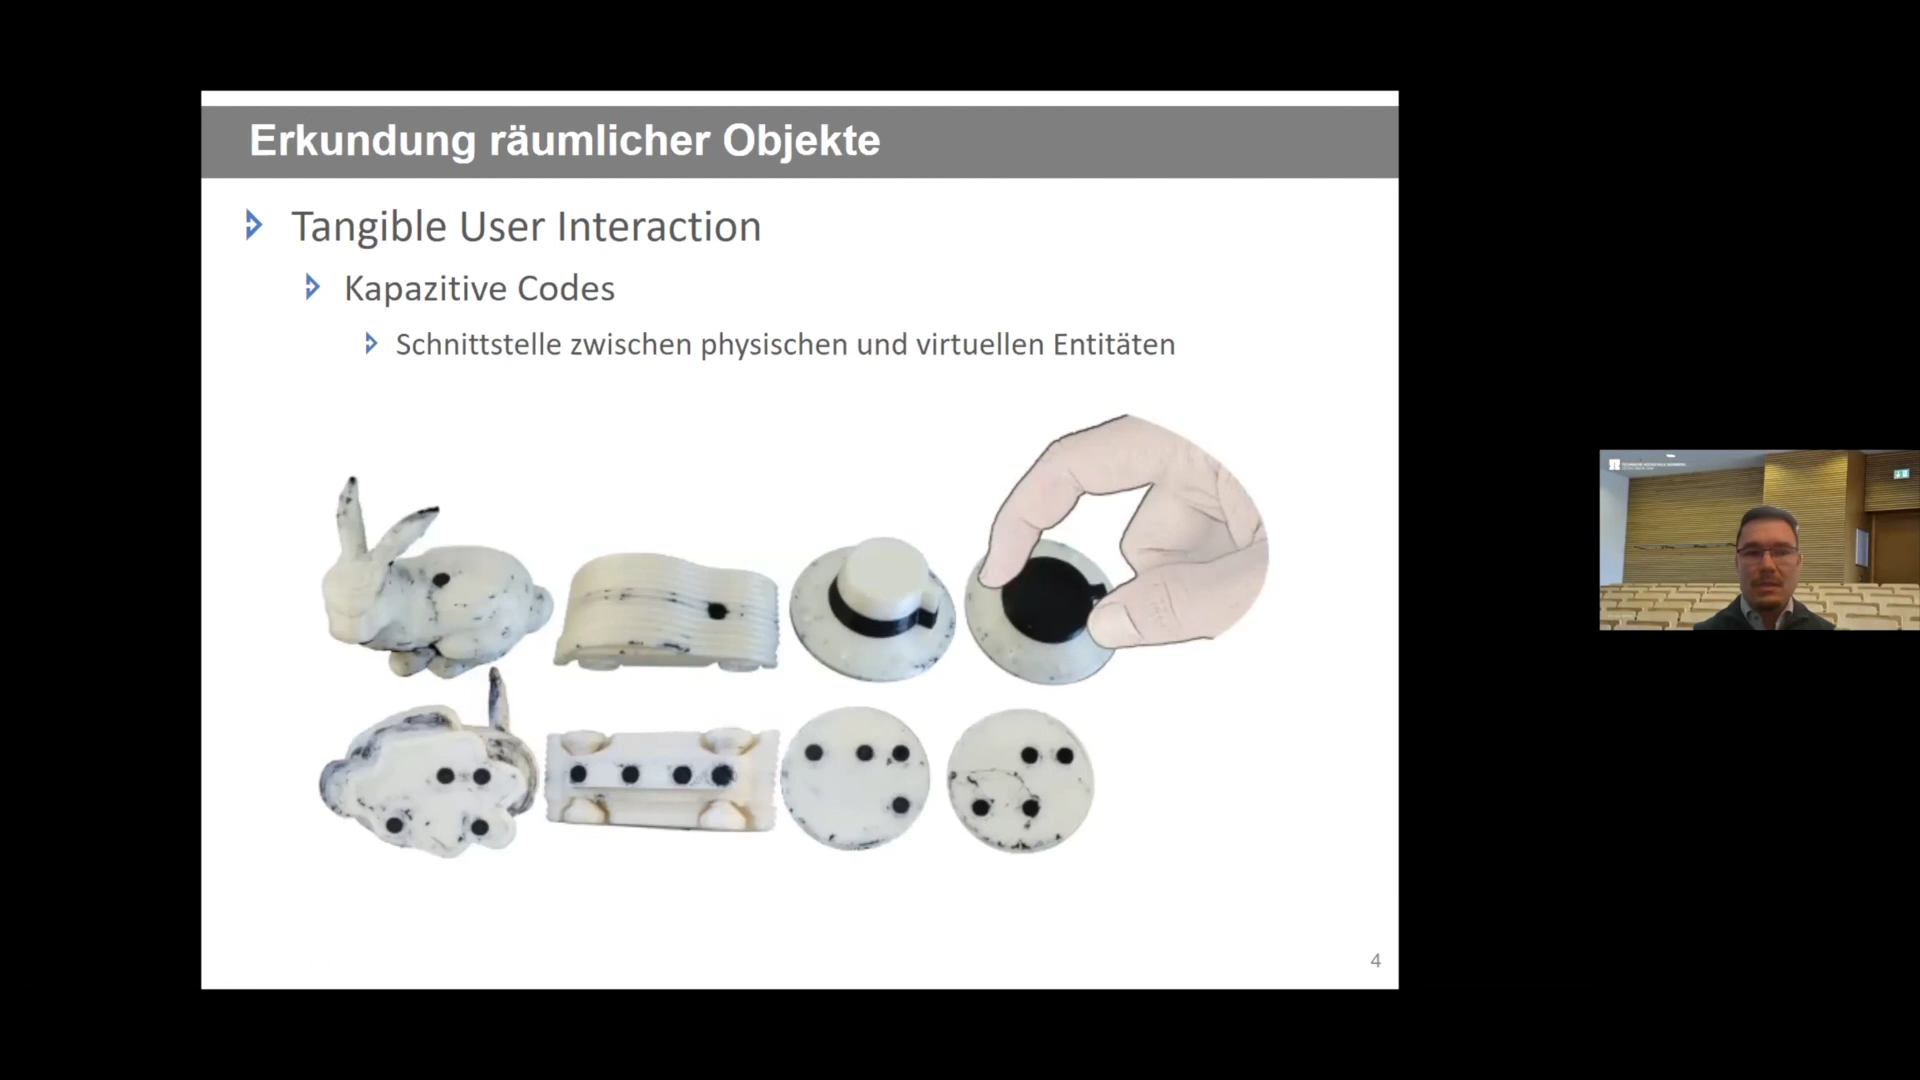 Erkundung räumlicher Objekte
Tangible User Interaction
Kapazitive Codes
Schnittstelle zwischen physischen und virtuellen Entitäten
4